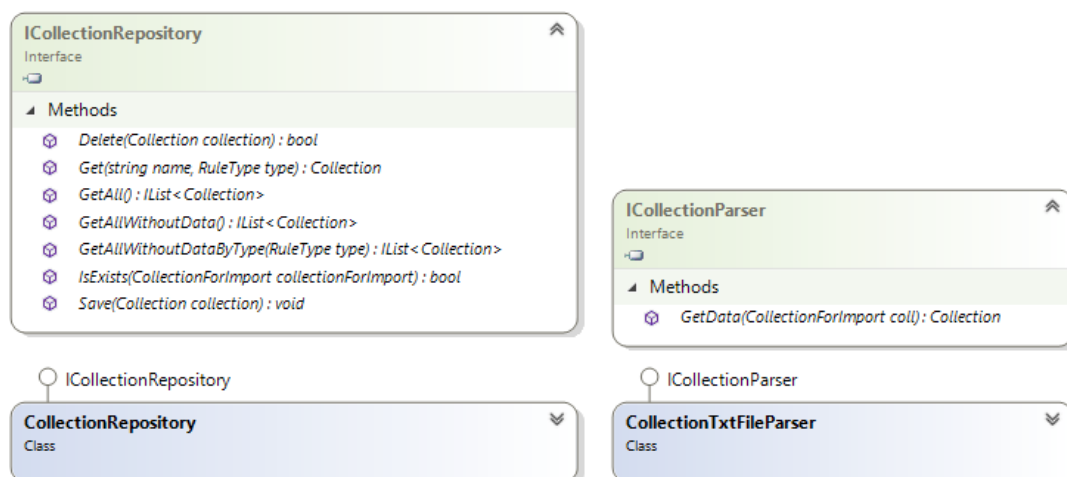 ICollectionRepository
Interface
Methods
Delete(Collection collection) : bool
Get(string name, RuleType type) : Collection
GetAll() : IList<Collection>
GetAllWithoutData() : IList<Collection>
GetAllWithoutDataByType(RuleType type) : IList<Collection>
IsExists(CollectionForImport collectionForImport) : bool
Save(Collection collection) : void
ICollectionRepository
CollectionRepository
Class
ICollectionParser
Interface
Methods
GetData(CollectionForImport coll) : Collection
ICollectionParser
CollectionTxtFileParser
Class